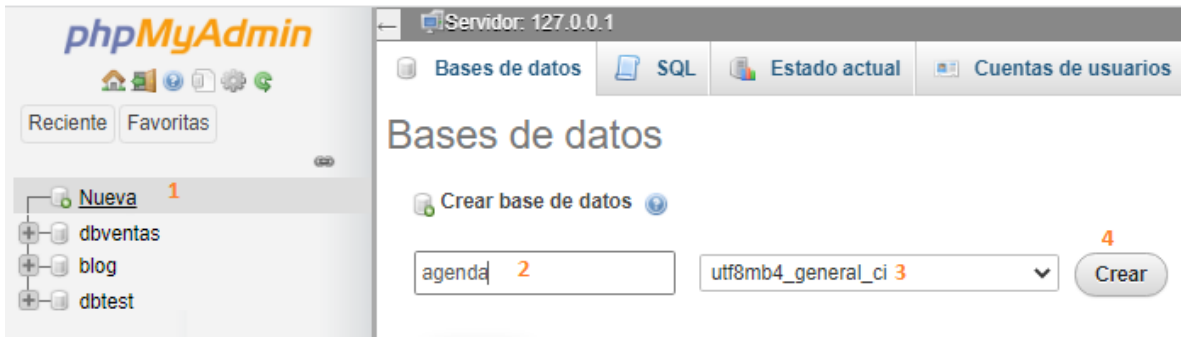 phpMyAdmin
Reciente Favoritas
Nueva 1
dbventas
blog
dbtest
Servidor: 127.0.0.1
Bases de datos SQL Estado actual Cuentas de usuarios
Bases de datos
Crear base de datos
4
agenda 2 utf8mb4_general_ci 3 Crear